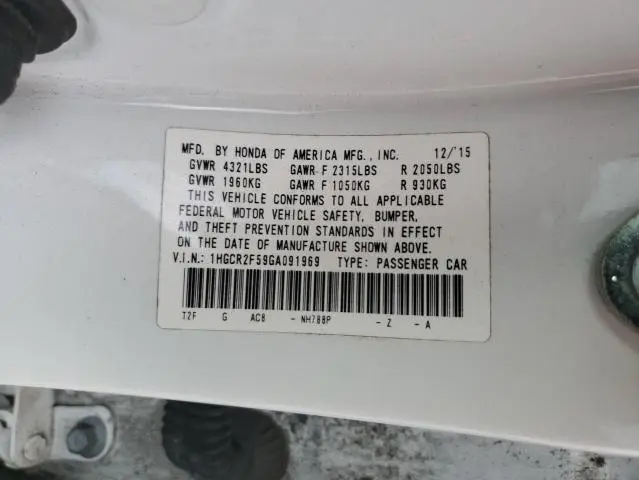 MFD. BY HONDA OF AMERICA MFG., INC. 12/'15
GVWR 4321LBS GAWR F 2315LBS R 2050LBS
GVWR 1960KG GAWR F 1050KG R 930KG
THIS VEHICLE CONFORMS TO ALL APPLICABLE
FEDERAL MOTOR VEHICLE SAFETY, BUMPER,
AND THEFT PREVENTION STANDARDS IN EFFECT
ON THE DATE OF MANUFACTURE SHOWN ABOVE.
V.I.N.: 1HGCR2F59GA091969 TYPE: PASSENGER CAR
T2F G AC8 - NH788P - Z - A